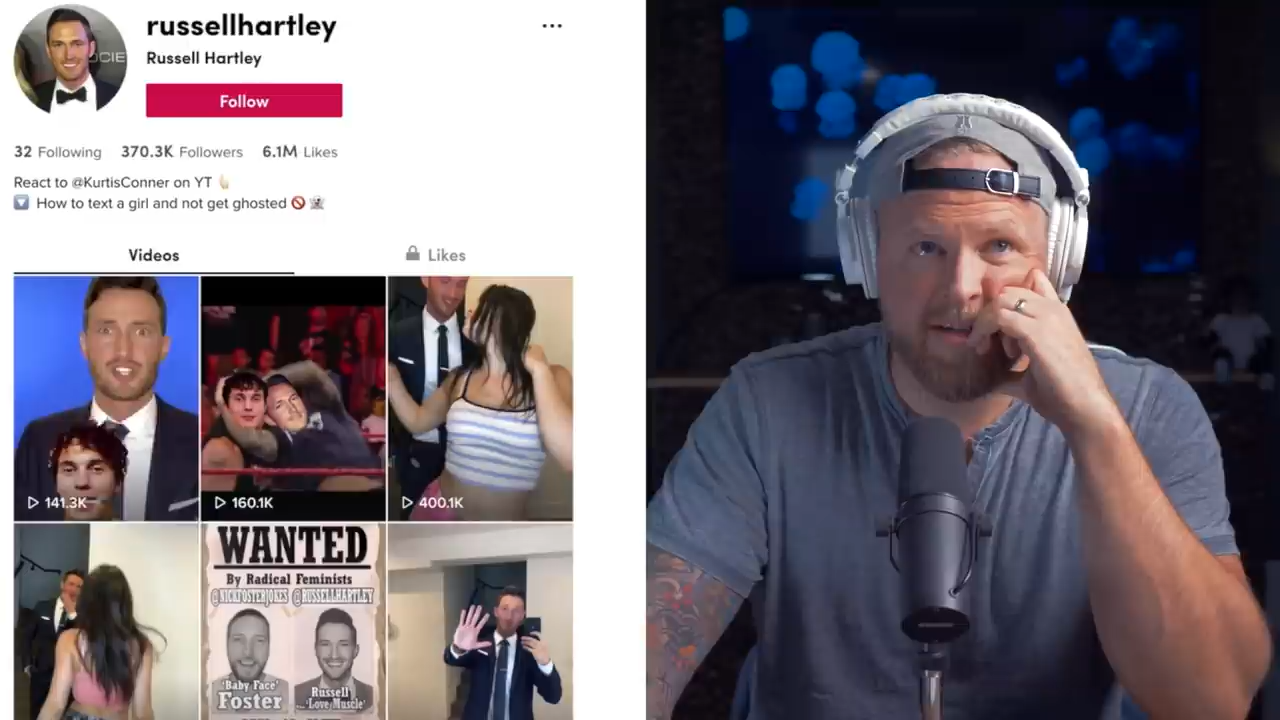 russellhartley
Russell Hartley
Follow
32 Following 370.3K Followers 6.1M Likes
React to @KurtisConner on YT
How to text a girl and not get ghosted
Videos
Likes
OCIE
141.3K
160.1K
400.1K
WANTED
By Radical Feminists
@NICKFOSTERJOKES @RUSSELLHARTLEY
'Baby Face'
Foster
Russell
'Love Muscle'